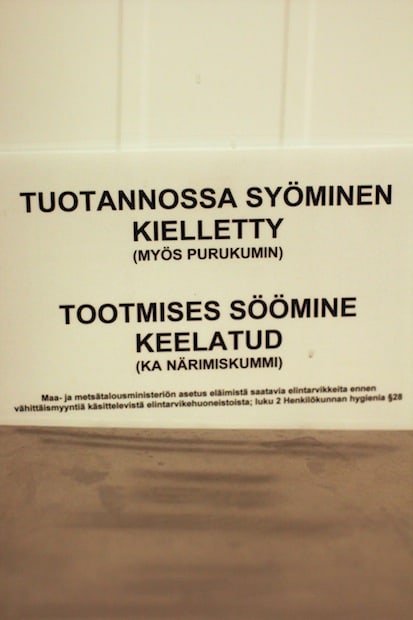 TUOTANNOSSA SYÖMINEN
KIELLETTY
(MYÖS PURUKUMIN)
TOOTMISES SÖÖMINE
KEELATUD
(KA NÄRIMISKUMMI)
Maa- ja metsätalousministeriön asetus eläimistä saatavia elintarvikkeita ennen
vähittäismyyntiä käsittelevistä elintarvikehuoneistoista; luku 2 Henkilökunnan hygienia §28